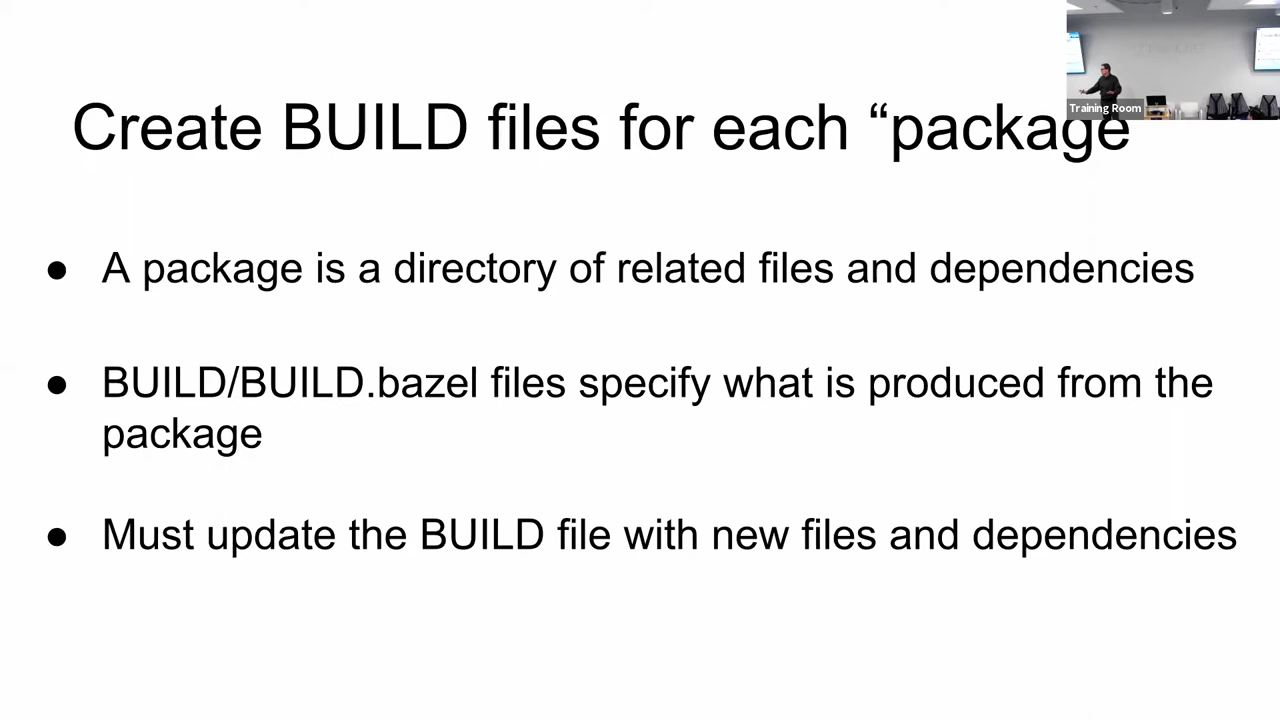 Create BUILD files for each “package
Training Room
● A package is a directory of related files and dependencies
● BUILD/BUILD.bazel files specify what is produced from the
package
● Must update the BUILD file with new files and dependencies